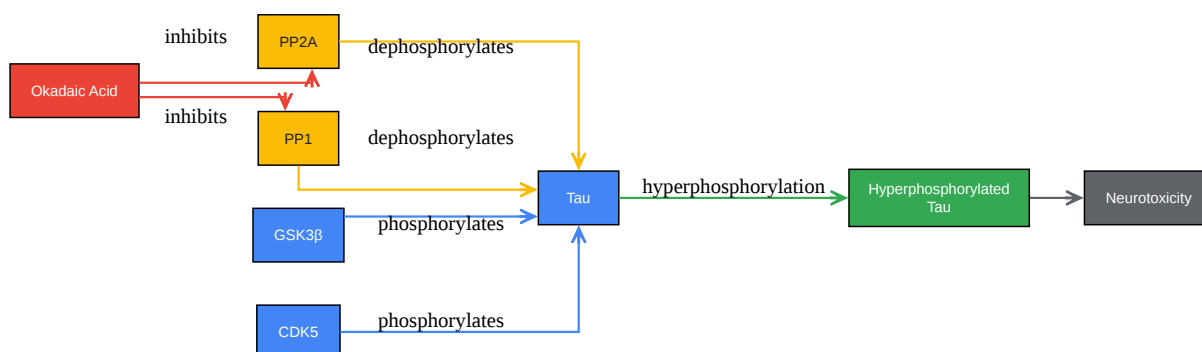 inhibits
PP2A
dephosphorylates
Okadaic Acid
inhibits
PP1
dephosphorylates
Tau
hyperphosphorylation
Hyperphosphorylated
Tau
Neurotoxicity
GSK3β
phosphorylates
CDK5
phosphorylates